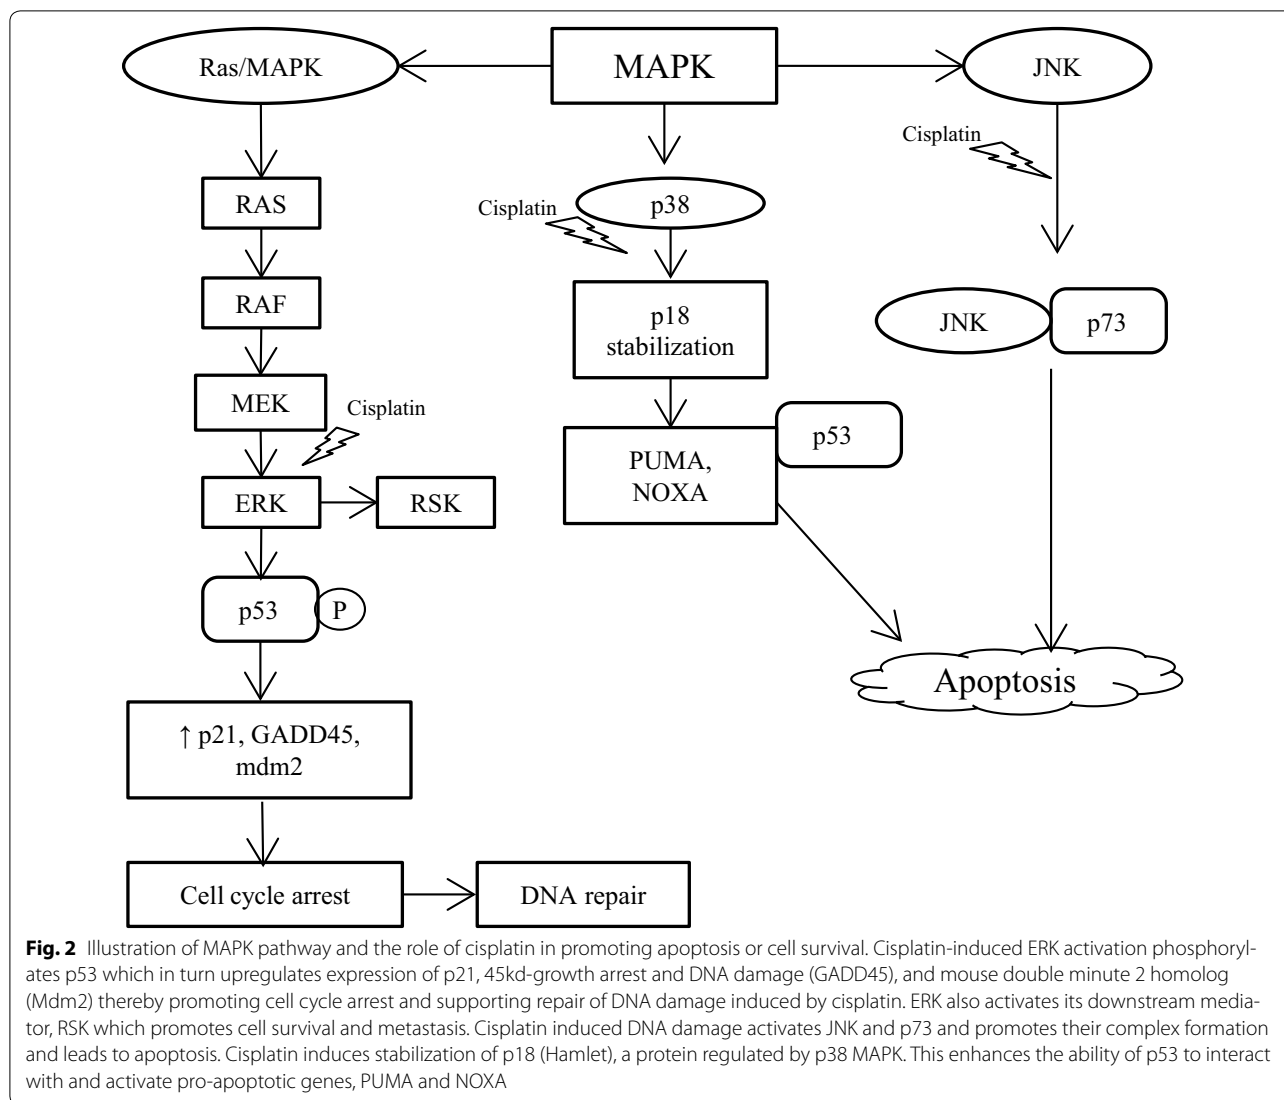 Ras/MAPK
MAPK
JNK
Cisplatin
RAS
Cisplatin
p38
RAF
p18
stabilization
JNK
p73
MEK
Cisplatin
PUMA,
NOXA
p53
ERK
RSK
p53
P
Apoptosis
↑ p21, GADD45,
mdm2
Cell cycle arrest
DNA repair
Fig. 2 Illustration of MAPK pathway and the role of cisplatin in promoting apoptosis or cell survival. Cisplatin-induced ERK activation phosphoryl-
ates p53 which in turn upregulates expression of p21, 45kd-growth arrest and DNA damage (GADD45), and mouse double minute 2 homolog
(Mdm2) thereby promoting cell cycle arrest and supporting repair of DNA damage induced by cisplatin. ERK also activates its downstream media-
tor, RSK which promotes cell survival and metastasis. Cisplatin induced DNA damage activates JNK and p73 and promotes their complex formation
and leads to apoptosis. Cisplatin induces stabilization of p18 (Hamlet), a protein regulated by p38 MAPK. This enhances the ability of p53 to interact
with and activate pro-apoptotic genes, PUMA and NOXA